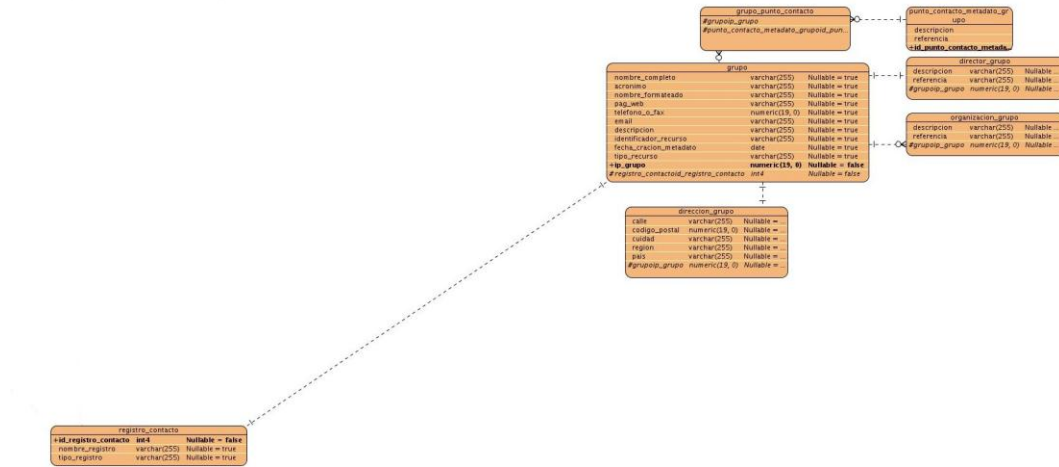 grupo_punto_contacto
#grupoip_grupo
#punto_contacto_metadato_grupoid_pun...
punto_contacto_metadato_gr
upo
descripcion
referencia
+id_punto_contacto_metada...
director_grupo
descripcion varchar(255) Nullable ...
referencia varchar(255) Nullable ...
#grupoip_grupo numeric(19, 0) Nullable ...
grupo
nombre_completo varchar(255) Nullable = true
acronimo varchar(255) Nullable = true
nombre_formateado varchar(255) Nullable = true
pag_web varchar(255) Nullable = true
telefono_o_fax numeric(19, 0) Nullable = true
email varchar(255) Nullable = true
descripcion varchar(255) Nullable = true
identificador_recurso varchar(255) Nullable = true
fecha_cracion_metadato date Nullable = true
tipo_recurso varchar(255) Nullable = true
+ip_grupo numeric(19, 0) Nullable = false
#registro_contactoid_registro_contacto int4 Nullable = false
organizacion_grupo
descripcion varchar(255) Nullable ...
referencia varchar(255) Nullable ...
#grupoip_grupo numeric(19, 0) Nullable ...
direccion_grupo
calle varchar(255) Nullable = ...
codigo_postal numeric(19, 0) Nullable = ...
cuidad varchar(255) Nullable = ...
region varchar(255) Nullable = ...
pais varchar(255) Nullable = ...
#grupoip_grupo numeric(19, 0) Nullable = ...
registro_contacto
+id_registro_contacto int4 Nullable = false
nombre_registro varchar(255) Nullable = true
tipo_registro varchar(255) Nullable = true